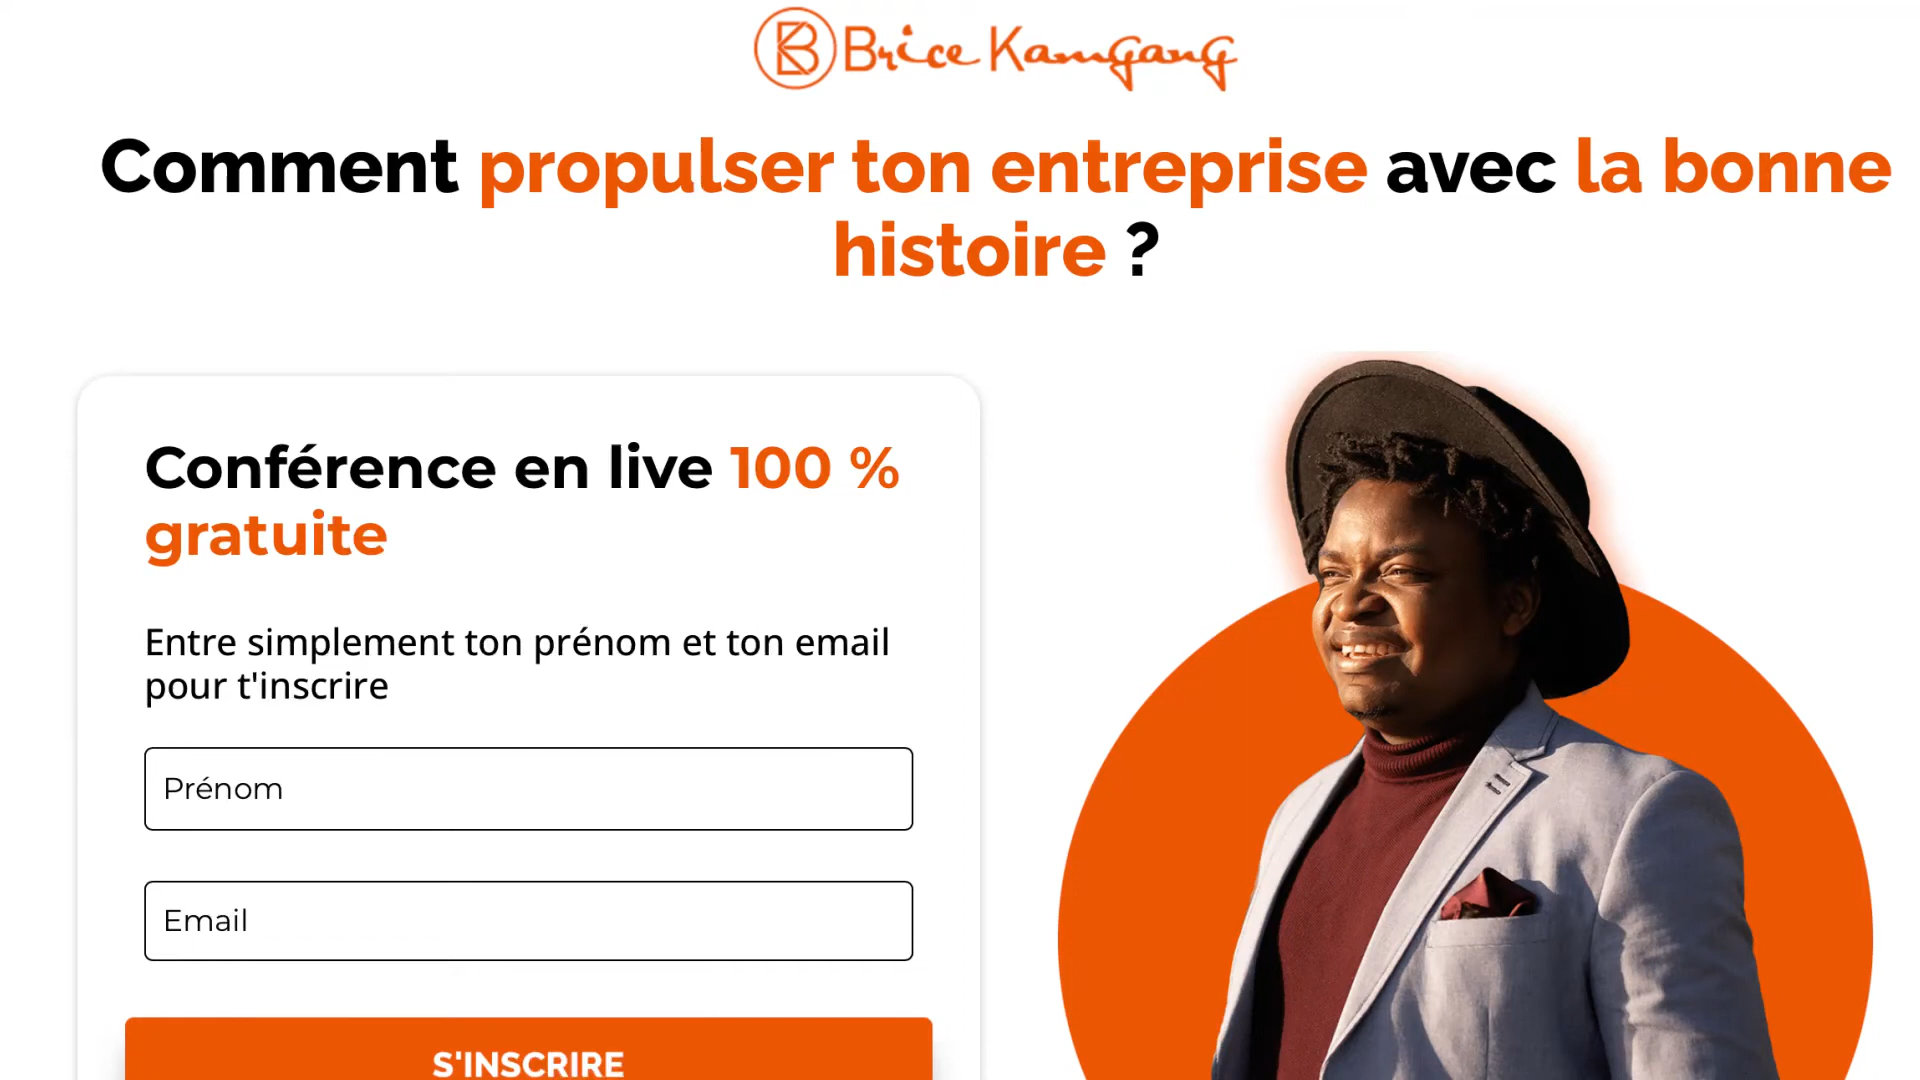 Brice Kamgang
Comment propulser ton entreprise avec la bonne
histoire ?
Conférence en live 100 %
gratuite
Entre simplement ton prénom et ton email
pour t'inscrire
Prénom
Email
S'INSCRIRE